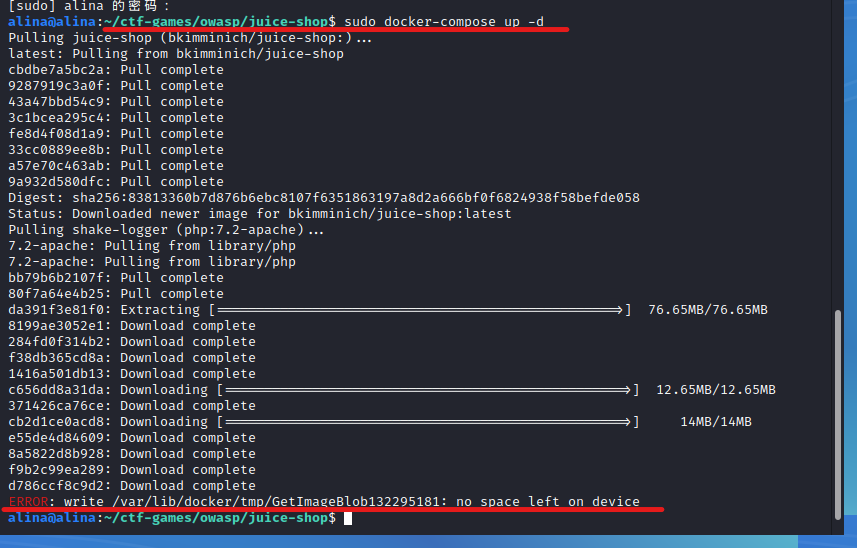 [sudo] alina 的密码：
alina@alina:~/ctf-games/owasp/juice-shop$ sudo docker-compose up -d
Pulling juice-shop (bkimminich/juice-shop:)...
latest: Pulling from bkimminich/juice-shop
cbdbe7a5bc2a: Pull complete
9287919c3a0f: Pull complete
43a47bbd54c9: Pull complete
3c1bcea295c4: Pull complete
fe8d4f08d1a9: Pull complete
33cc0889ee8b: Pull complete
a57e70c463ab: Pull complete
9a932d580dfc: Pull complete
Digest: sha256:83813360b7d876b6ebc8107f6351863197a8d2a666bf0f6824938f58befde058
Status: Downloaded newer image for bkimminich/juice-shop:latest
Pulling shake-logger (php:7.2-apache)...
7.2-apache: Pulling from library/php
7.2-apache: Pulling from library/php
bb79b6b2107f: Pull complete
80f7a64e4b25: Pull complete
da391f3e81f0: Extracting [==================================================>]  76.65MB/76.65MB
8199ae3052e1: Download complete
284fd0f314b2: Download complete
f38db365cd8a: Download complete
1416a501db13: Download complete
c656dd8a31da: Downloading [==================================================>]  12.65MB/12.65MB
371426ca76ce: Download complete
cb2d1ce0acd8: Downloading [==================================================>]     14MB/14MB
e55de4d84609: Download complete
8a5822d8b928: Download complete
f9b2c99ea289: Download complete
d786ccf8c9d2: Download complete
ERROR: write /var/lib/docker/tmp/GetImageBlob132295181: no space left on device
alina@alina:~/ctf-games/owasp/juice-shop$